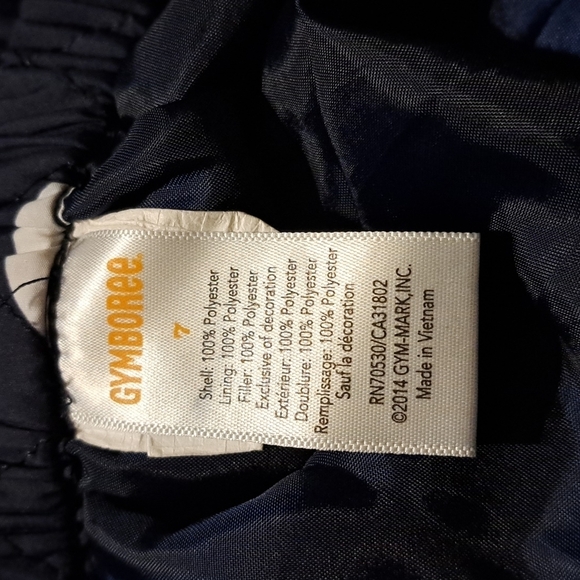 GYMBOREE
7
Shell: 100% Polyester
Lining: 100% Polyester
Filler: 100% Polyester
Exclusive of decoration
Extérieur: 100% Polyester
Doublure: 100% Polyester
Remplissage: 100% Polyester
Sauf la décoration
RN70530/CA31802
©2014 GYM-MARK,INC.
Made in Vietnam